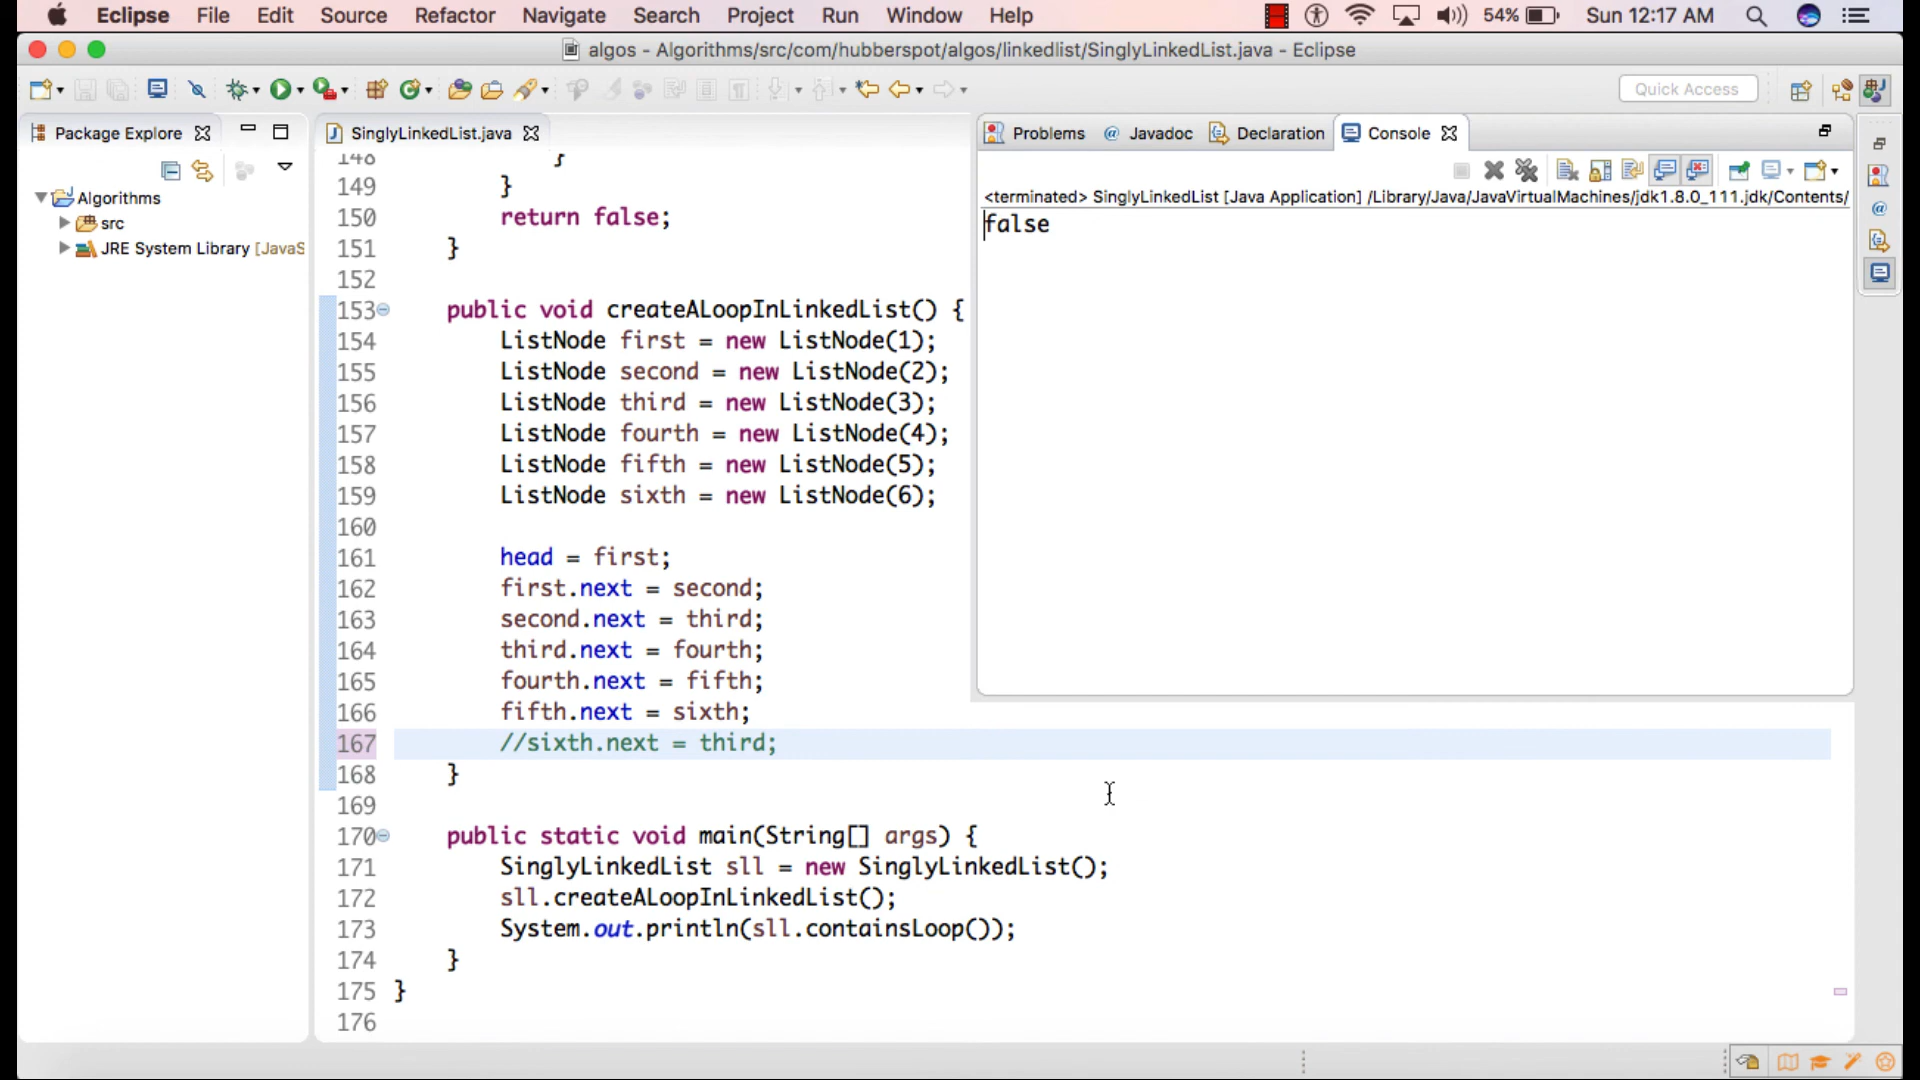 Eclipse File Edit Source Refactor Navigate Search Project Run Window Help 54% Sun 12:17 AM
algos - Algorithms/src/com/hubberspot/algos/linkedlist/SinglyLinkedList.java - Eclipse
Quick Access
Package Explore
Algorithms
src
JRE System Library [JavaS
SinglyLinkedList.java
148 }
149 }
150 return false;
151 }
152
153 public void createALoopInLinkedList() {
154 ListNode first = new ListNode(1);
155 ListNode second = new ListNode(2);
156 ListNode third = new ListNode(3);
157 ListNode fourth = new ListNode(4);
158 ListNode fifth = new ListNode(5);
159 ListNode sixth = new ListNode(6);
160
161 head = first;
162 first.next = second;
163 second.next = third;
164 third.next = fourth;
165 fourth.next = fifth;
166 fifth.next = sixth;
167 //sixth.next = third;
168 }
169
170 public static void main(String[] args) {
171 SinglyLinkedList sll = new SinglyLinkedList();
172 sll.createALoopInLinkedList();
173 System.out.println(sll.containsLoop());
174 }
175 }
176
Problems @ Javadoc Declaration Console
<terminated> SinglyLinkedList [Java Application] /Library/Java/JavaVirtualMachines/jdk1.8.0_111.jdk/Contents/
false